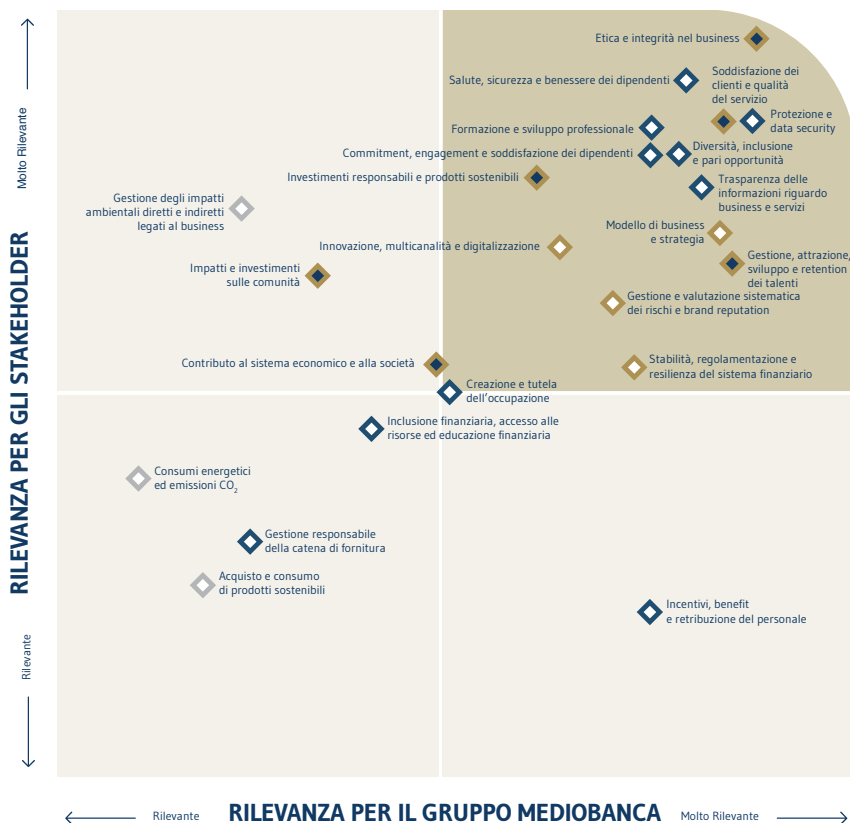 Etica e integrità nel business
Salute, sicurezza e benessere dei dipendenti
Soddisfazione dei
clienti e qualità
del servizio
Protezione e
data security
Formazione e sviluppo professionale
Commitment, engagement e soddisfazione dei dipendenti
Diversità, inclusione
e pari opportunità
Investimenti responsabili e prodotti sostenibili
Trasparenza delle
informazioni riguardo
business e servizi
Gestione degli impatti
ambientali diretti e indiretti
legati al business
Modello di business
e strategia
Innovazione, multicanalità e digitalizzazione
Gestione, attrazione,
sviluppo e retention
dei talenti
Impatti e investimenti
sulle comunità
Gestione e valutazione sistematica
dei rischi e brand reputation
Contributo al sistema economico e alla società
Stabilità, regolamentazione e
resilienza del sistema finanziario
Creazione e tutela
dell’occupazione
Inclusione finanziaria, accesso alle
risorse ed educazione finanziaria
Consumi energetici
ed emissioni CO₂
Gestione responsabile
della catena di fornitura
Acquisto e consumo
di prodotti sostenibili
Incentivi, benefit
e retribuzione del personale
Molto Rilevante
RILEVANZA PER GLI STAKEHOLDER
Rilevante
Rilevante
RILEVANZA PER IL GRUPPO MEDIOBANCA
Molto Rilevante